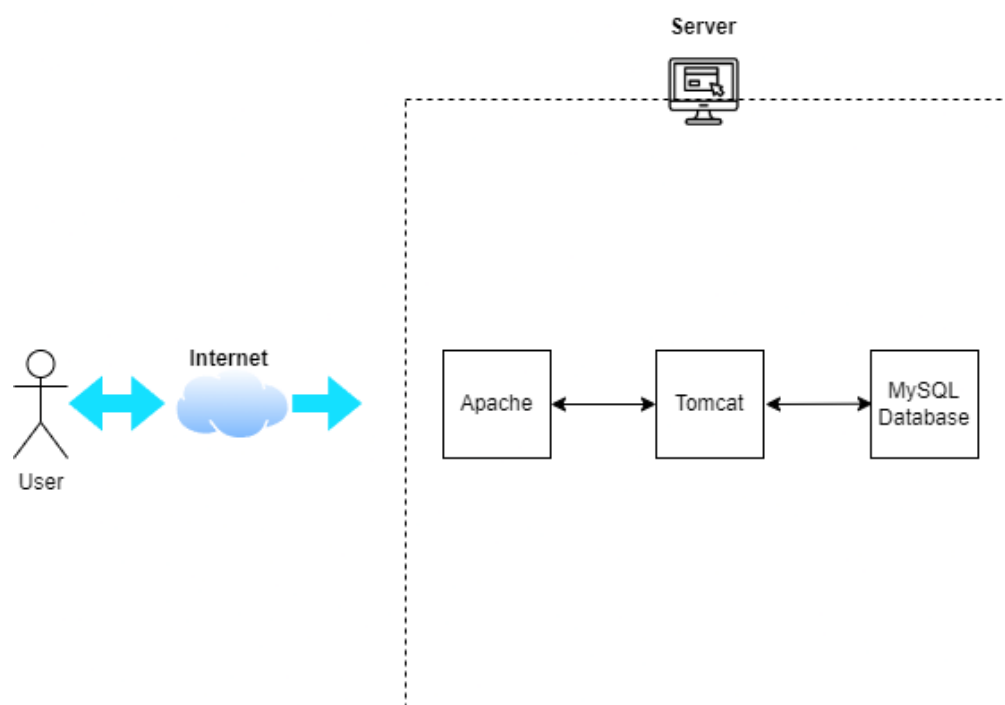 Server
Internet
User
Apache
Tomcat
MySQL
Database